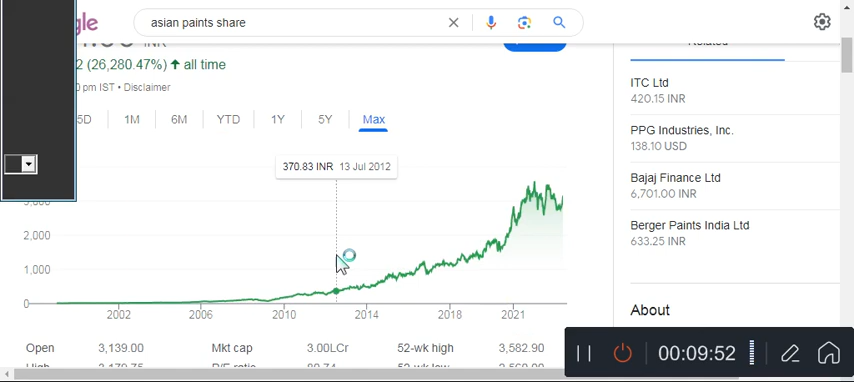 gle
asian paints share
2 (26,280.47%) ↑ all time
pm IST • Disclaimer
5D 1M 6M YTD 1Y 5Y Max
370.83 INR 13 Jul 2012
2,000
1,000
0
2002 2006 2010 2014 2018 2021
Open 3,139.00 Mkt cap 3.00LCr 52-wk high 3,582.90
Related
ITC Ltd
420.15 INR
PPG Industries, Inc.
138.10 USD
Bajaj Finance Ltd
6,701.00 INR
Berger Paints India Ltd
633.25 INR
About
00:09:52